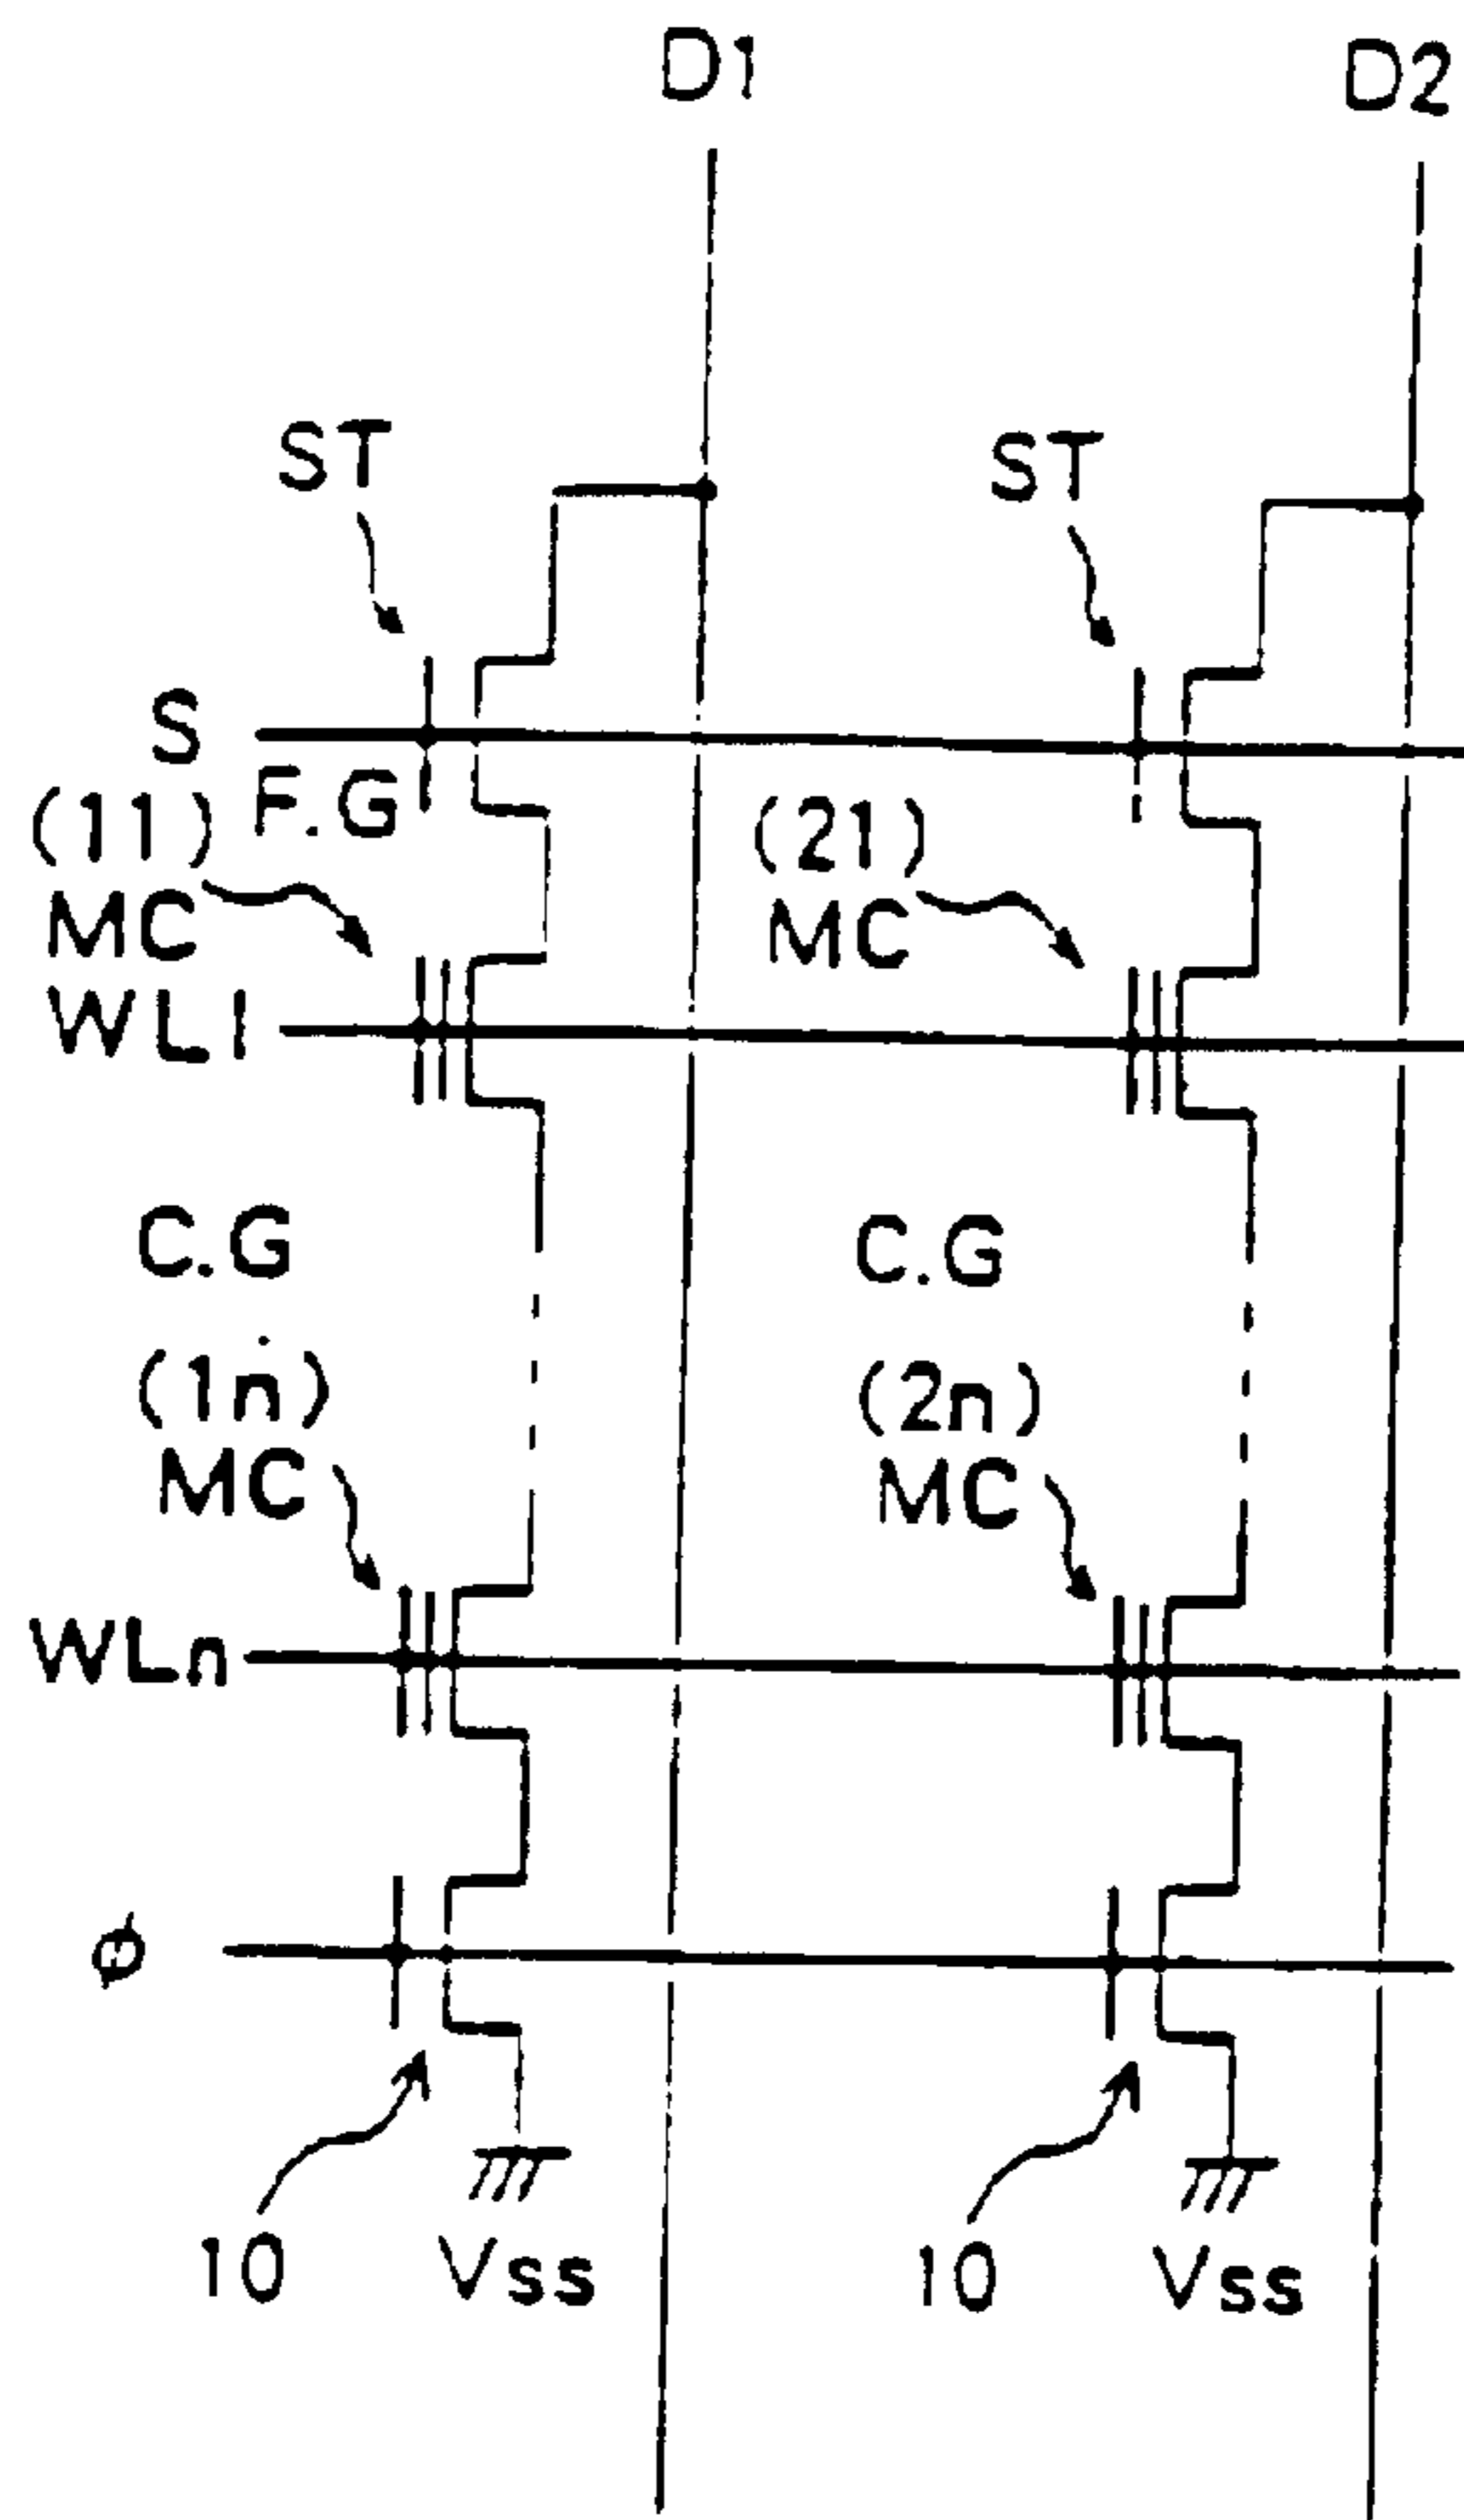 D1 D2
ST ST
S
F.G
(11) (21)
MC MC
WL1
C.G C.G
(1n) (2n)
MC MC
WLn
ø
10 Vss 10 Vss